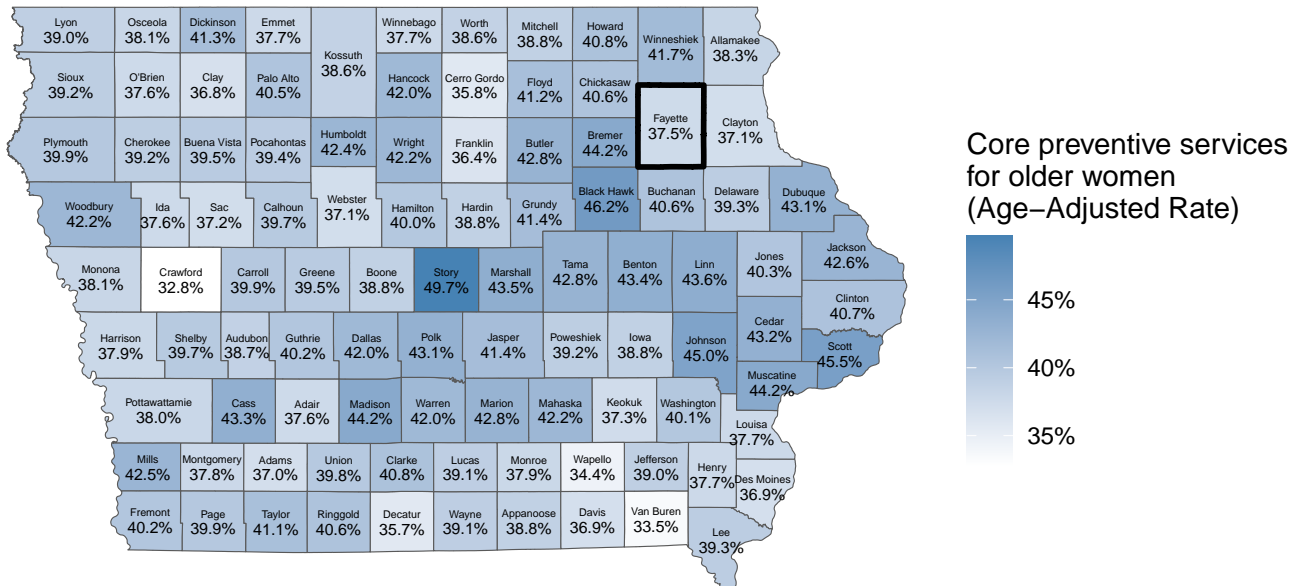 Lyon
39.0%
Osceola
38.1%
Dickinson
41.3%
Emmet
37.7%
Kossuth
38.6%
Winnebago
37.7%
Worth
38.6%
Mitchell
38.8%
Howard
40.8%
Winneshiek
41.7%
Allamakee
38.3%
Sioux
39.2%
O'Brien
37.6%
Clay
36.8%
Palo Alto
40.5%
Hancock
42.0%
Cerro Gordo
35.8%
Floyd
41.2%
Chickasaw
40.6%
Fayette
37.5%
Clayton
37.1%
Plymouth
39.9%
Cherokee
39.2%
Buena Vista
39.5%
Pocahontas
39.4%
Humboldt
42.4%
Wright
42.2%
Franklin
36.4%
Butler
42.8%
Bremer
44.2%
Woodbury
42.2%
Ida
37.6%
Sac
37.2%
Calhoun
39.7%
Webster
37.1%
Hamilton
40.0%
Hardin
38.8%
Grundy
41.4%
Black Hawk
46.2%
Buchanan
40.6%
Delaware
39.3%
Dubuque
43.1%
Monona
38.1%
Crawford
32.8%
Carroll
39.9%
Greene
39.5%
Boone
38.8%
Story
49.7%
Marshall
43.5%
Tama
42.8%
Benton
43.4%
Linn
43.6%
Jones
40.3%
Jackson
42.6%
Clinton
40.7%
Harrison
37.9%
Shelby
39.7%
Audubon
38.7%
Guthrie
40.2%
Dallas
42.0%
Polk
43.1%
Jasper
41.4%
Poweshiek
39.2%
Iowa
38.8%
Johnson
45.0%
Cedar
43.2%
Scott
45.5%
Muscatine
44.2%
Pottawattamie
38.0%
Cass
43.3%
Adair
37.6%
Madison
44.2%
Warren
42.0%
Marion
42.8%
Mahaska
42.2%
Keokuk
37.3%
Washington
40.1%
Louisa
37.7%
Mills
42.5%
Montgomery
37.8%
Adams
37.0%
Union
39.8%
Clarke
40.8%
Lucas
39.1%
Monroe
37.9%
Wapello
34.4%
Jefferson
39.0%
Henry
37.7%
Des Moines
36.9%
Fremont
40.2%
Page
39.9%
Taylor
41.1%
Ringgold
40.6%
Decatur
35.7%
Wayne
39.1%
Appanoose
38.8%
Davis
36.9%
Van Buren
33.5%
Lee
39.3%
Core preventive services
for older women
(Age−Adjusted Rate)
45%
40%
35%